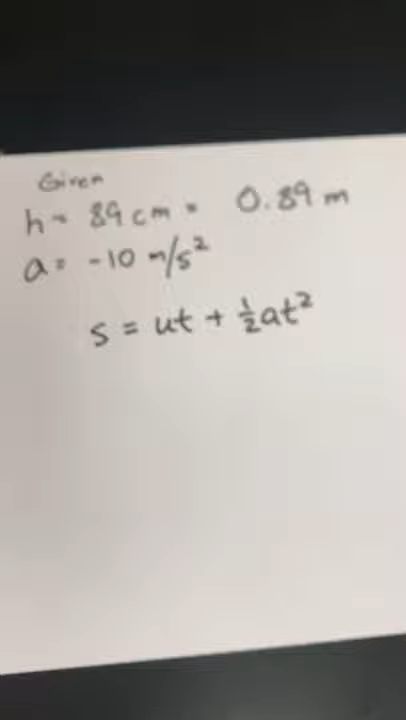 Given
h = 89 cm = 0.89 m
a = -10 m/s²
s = ut + ½at²